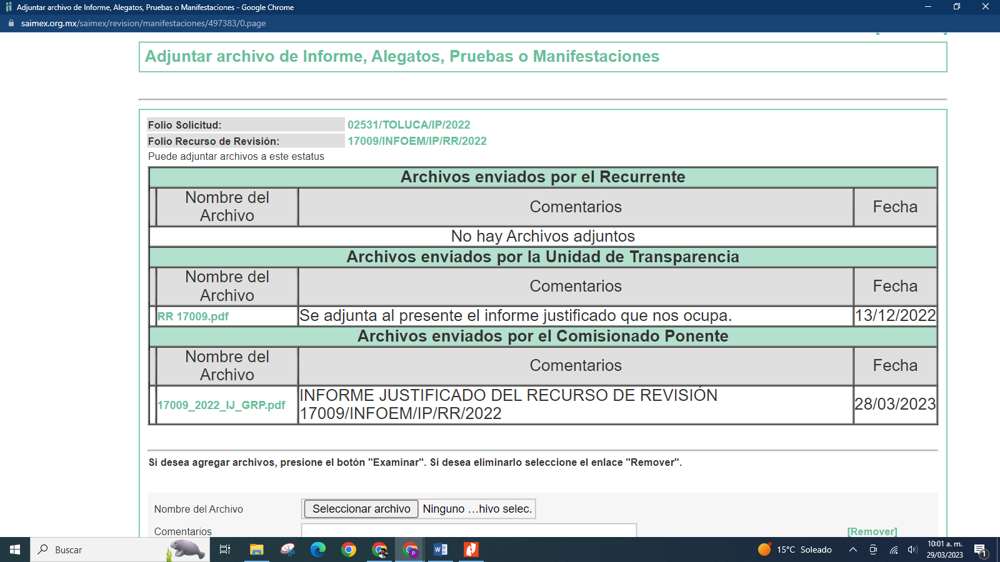 Adjuntar archivo de Informe, Alegatos, Pruebas o Manifestaciones - Google Chrome
saimex.org.mx/saimex/revision/manifestaciones/497383/0.page
Adjuntar archivo de Informe, Alegatos, Pruebas o Manifestaciones
Folio Solicitud: 02531/TOLUCA/IP/2022
Folio Recurso de Revisión: 17009/INFOEM/IP/RR/2022
Puede adjuntar archivos a este estatus
Archivos enviados por el Recurrente
Nombre del Archivo Comentarios Fecha
No hay Archivos adjuntos
Archivos enviados por la Unidad de Transparencia
Nombre del Archivo Comentarios Fecha
RR 17009.pdf Se adjunta al presente el informe justificado que nos ocupa. 13/12/2022
Archivos enviados por el Comisionado Ponente
Nombre del Archivo Comentarios Fecha
17009_2022_IJ_GRP.pdf INFORME JUSTIFICADO DEL RECURSO DE REVISIÓN 17009/INFOEM/IP/RR/2022 28/03/2023
Si desea agregar archivos, presione el botón "Examinar". Si desea eliminarlo seleccione el enlace "Remover".
Nombre del Archivo Seleccionar archivo Ninguno ...hivo selec.
Comentarios [Remover]
Buscar 15°C Soleado 10:01 a. m.
29/03/2023
1